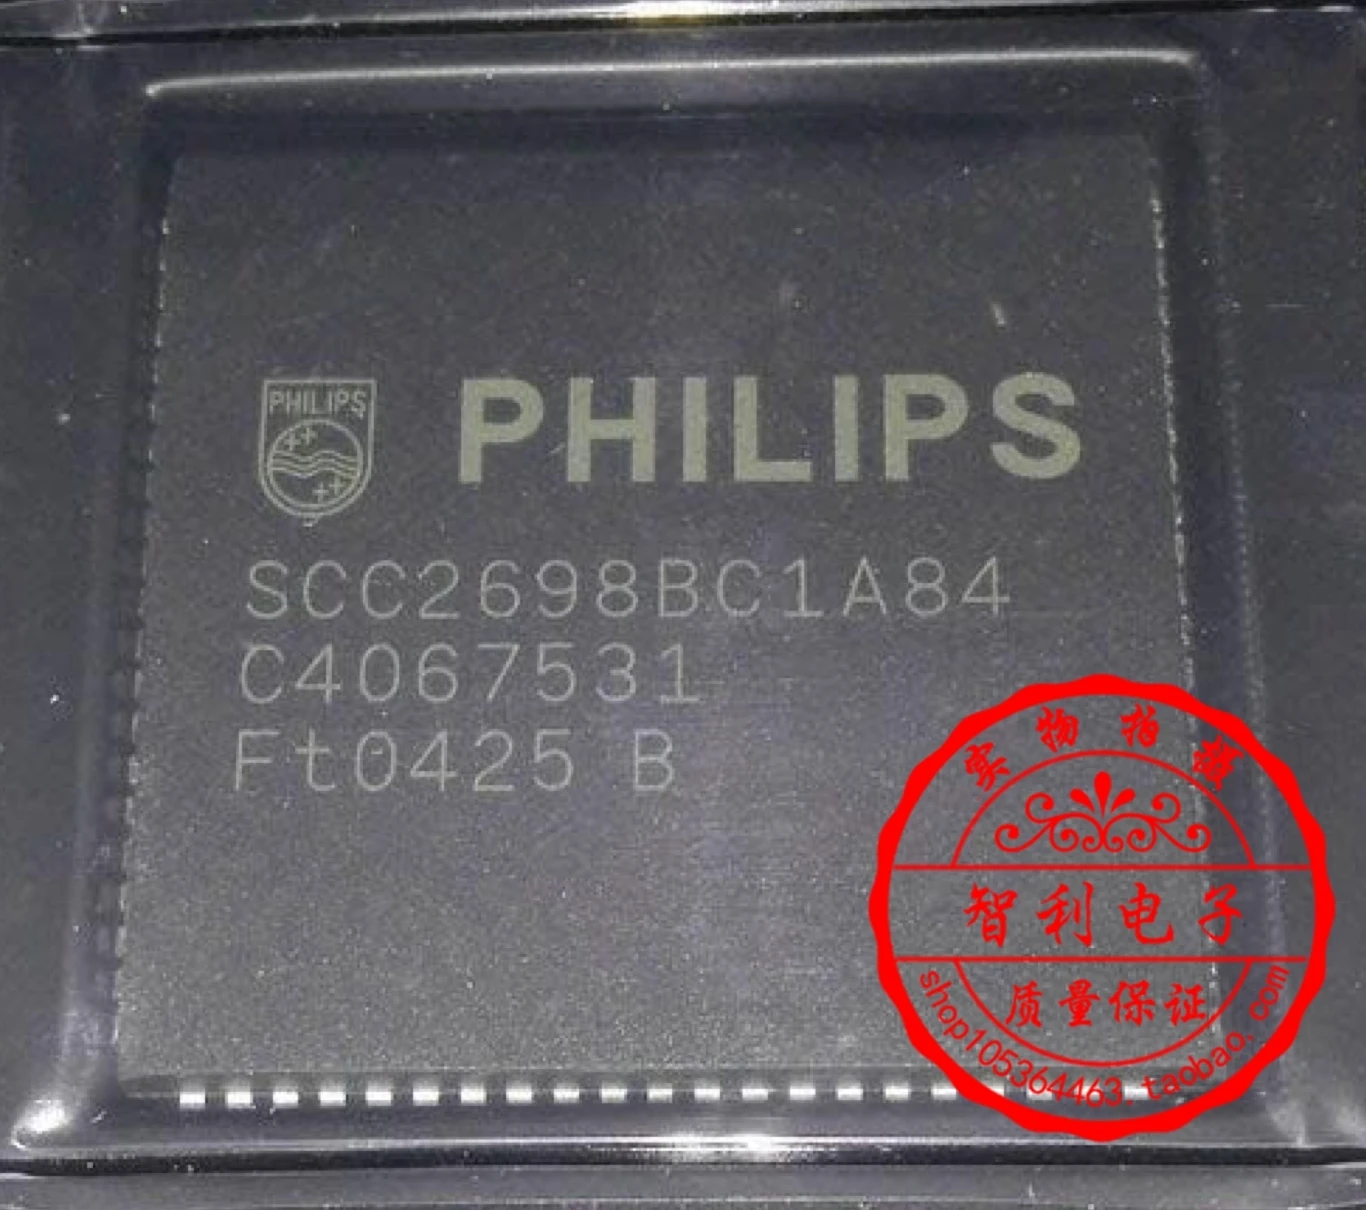 PHILIPS
PHILIPS
SCC2698BC1A84
C4067531
Ft0425 B
实物拍摄
智利电子
质量保证
shop105364463.taobao.com